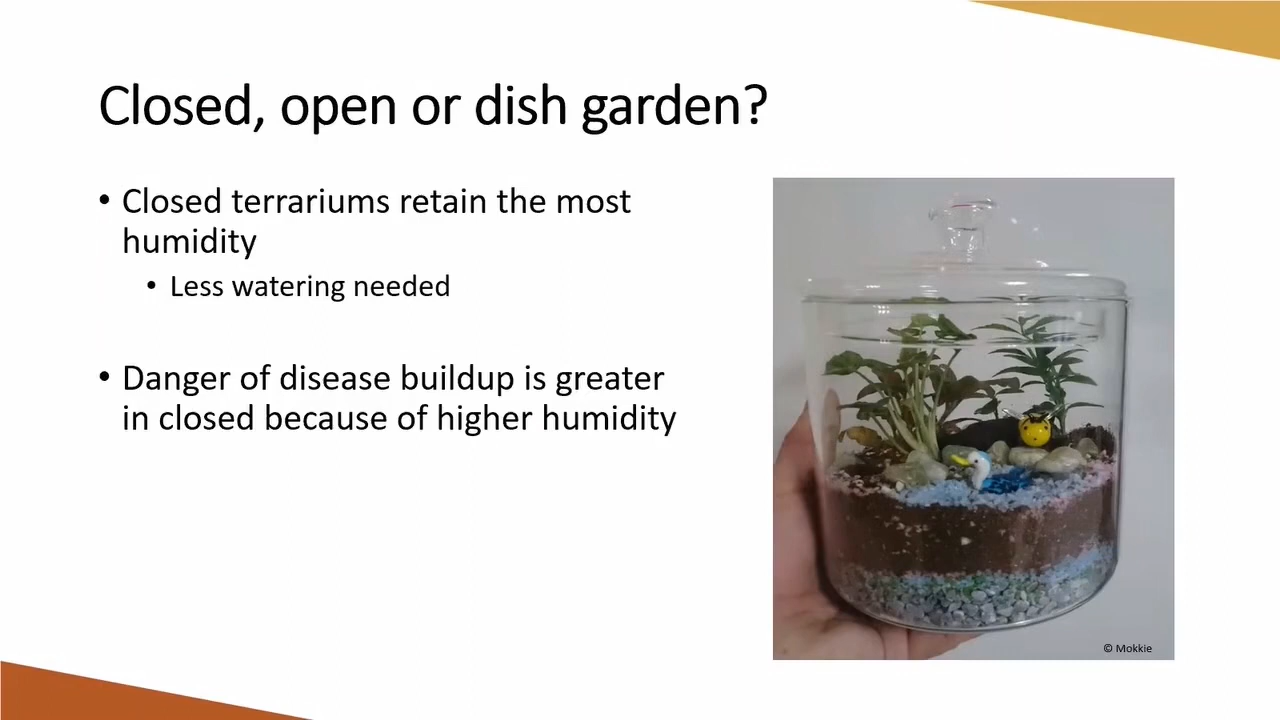 Closed, open or dish garden?
• Closed terrariums retain the most
humidity
• Less watering needed
• Danger of disease buildup is greater
in closed because of higher humidity
© Mokkie